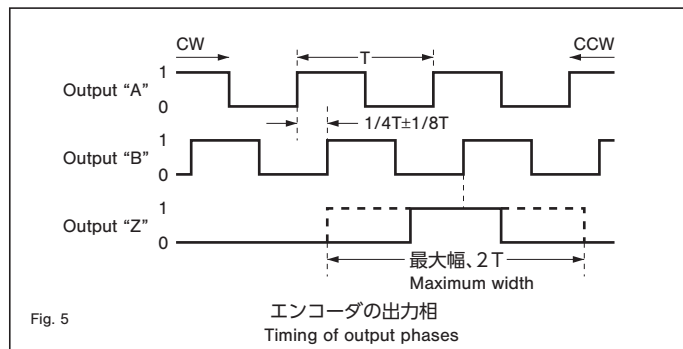 CW
T
CCW
Output “A”
1
0
1/4T±1/8T
Output “B”
1
0
Output “Z”
1
0
最大幅、2T
Maximum width
Fig. 5
エンコーダの出力相
Timing of output phases